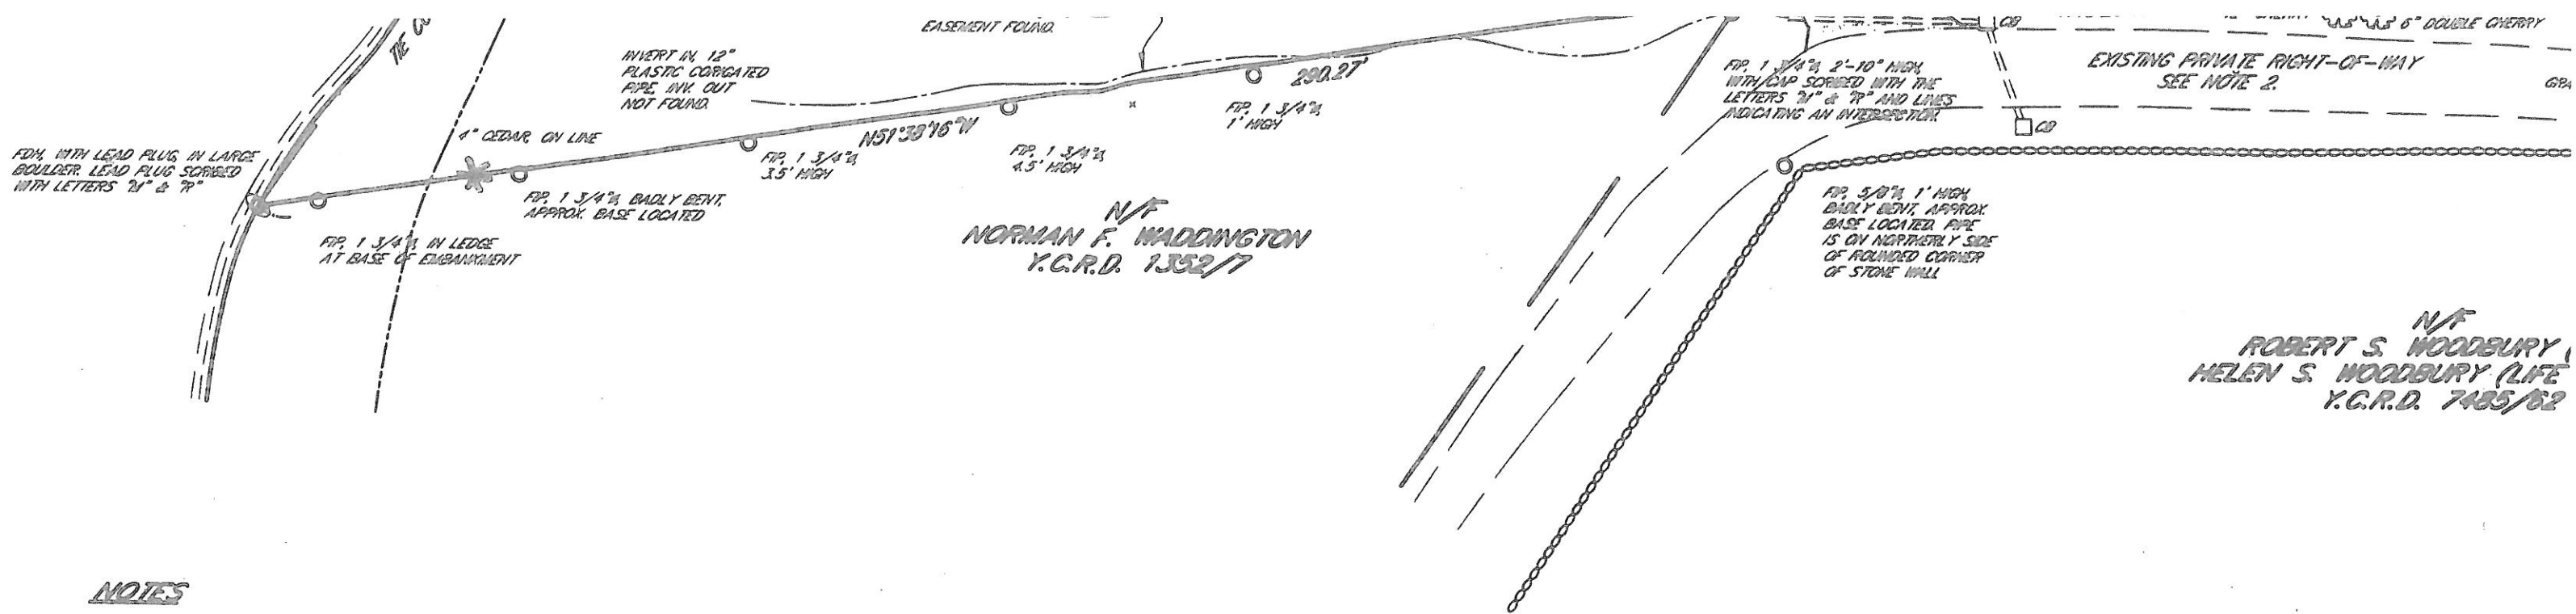 EASEMENT FOUND.
CB
6" DOUBLE CHERRY
THE
INVERT IN, 12"
PLASTIC CORIGATED
PIPE, INV. OUT
NOT FOUND.
290.27'
FIP, 1 3/4"∅, 2'-10" HIGH,
WITH CAP SCRIBED WITH THE
LETTERS "M" & "R" AND LINES
INDICATING AN INTERSECTION.
EXISTING PRIVATE RIGHT-OF-WAY
SEE NOTE 2.
GRA
FIP, 1 3/4"∅,
1' HIGH
CB
4" CEDAR, ON LINE
N51°38'16"W
FDH, WITH LEAD PLUG, IN LARGE
BOULDER. LEAD PLUG SCRIBED
WITH LETTERS "M" & "R"
FIP, 1 3/4"∅,
3.5' HIGH
FIP, 1 3/4"∅,
4.5' HIGH
FIP, 1 3/4"∅, BADLY BENT,
APPROX. BASE LOCATED
FIP, 5/8"∅, 1' HIGH,
BADLY BENT, APPROX.
BASE LOCATED. PIPE
IS ON NORTHERLY SIDE
OF ROUNDED CORNER
OF STONE WALL
N/F
NORMAN F. WADDINGTON
Y.C.R.D. 1352/7
FIP, 1 3/4"∅, IN LEDGE
AT BASE OF EMBANKMENT
N/F
ROBERT S. WOODBURY (
HELEN S. WOODBURY (LIFE
Y.C.R.D. 7485/62
NOTES